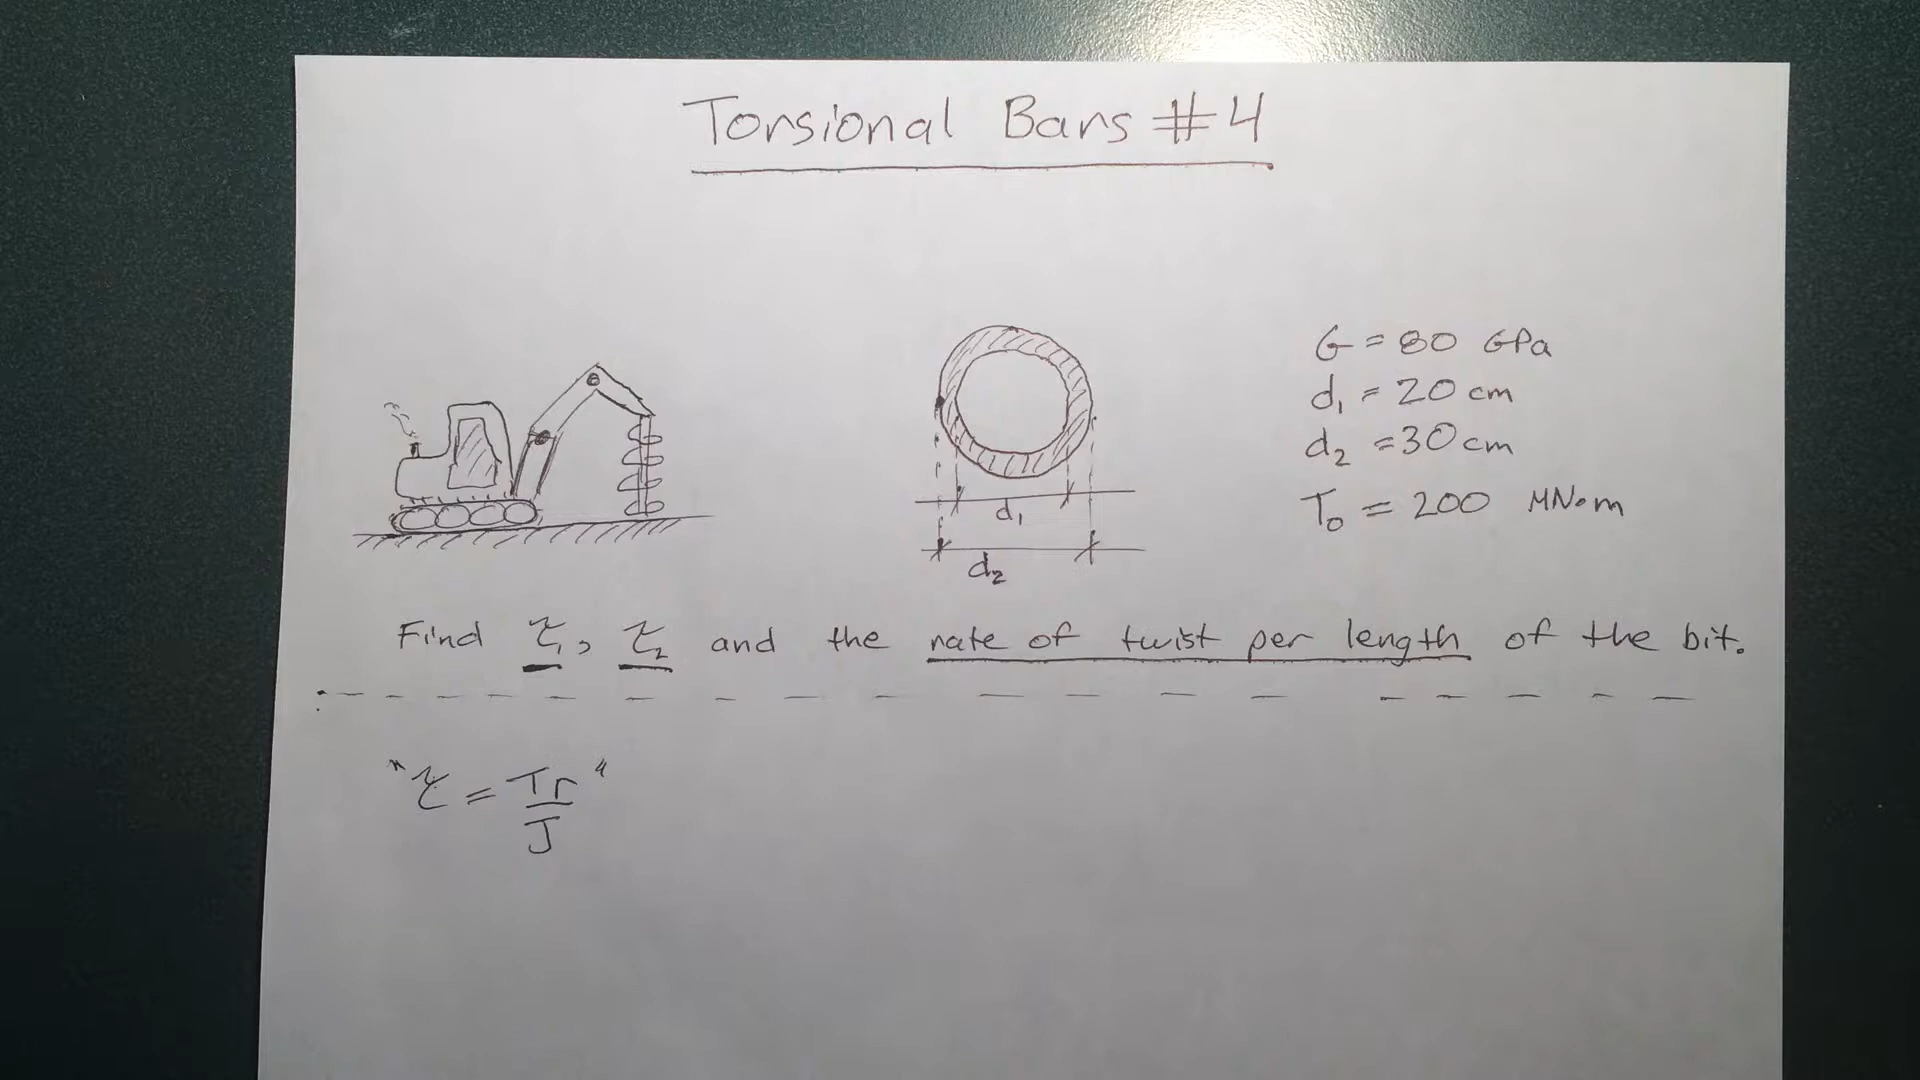 Torsional Bars #4
G = 80 GPa
d₁ = 20 cm
d₂ = 30 cm
T₀ = 200 MN·m
d₁
d₂
Find τ₁, τ₂ and the rate of twist per length of the bit.
"τ = Tr/J"